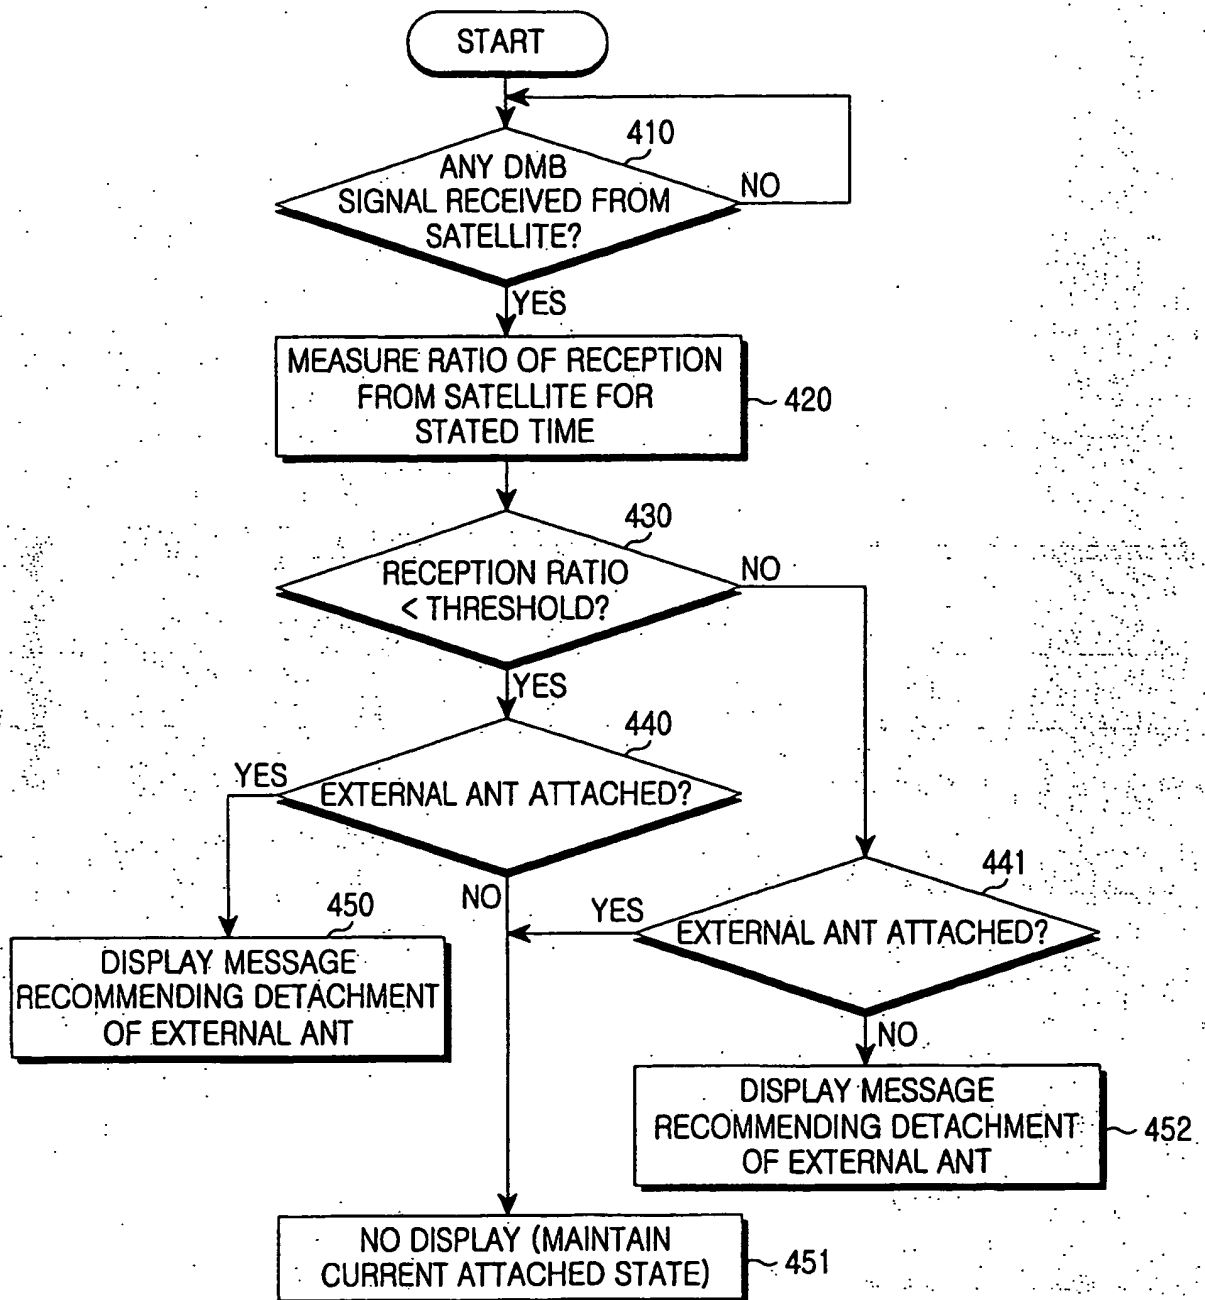 START
410
ANY DMB
SIGNAL RECEIVED FROM
SATELLITE?
NO
YES
MEASURE RATIO OF RECEPTION
FROM SATELLITE FOR
STATED TIME
420
430
RECEPTION RATIO
< THRESHOLD?
NO
YES
440
YES
EXTERNAL ANT ATTACHED?
NO
441
YES
EXTERNAL ANT ATTACHED?
450
DISPLAY MESSAGE
RECOMMENDING DETACHMENT
OF EXTERNAL ANT
NO
DISPLAY MESSAGE
RECOMMENDING DETACHMENT
OF EXTERNAL ANT
452
NO DISPLAY (MAINTAIN
CURRENT ATTACHED STATE)
451